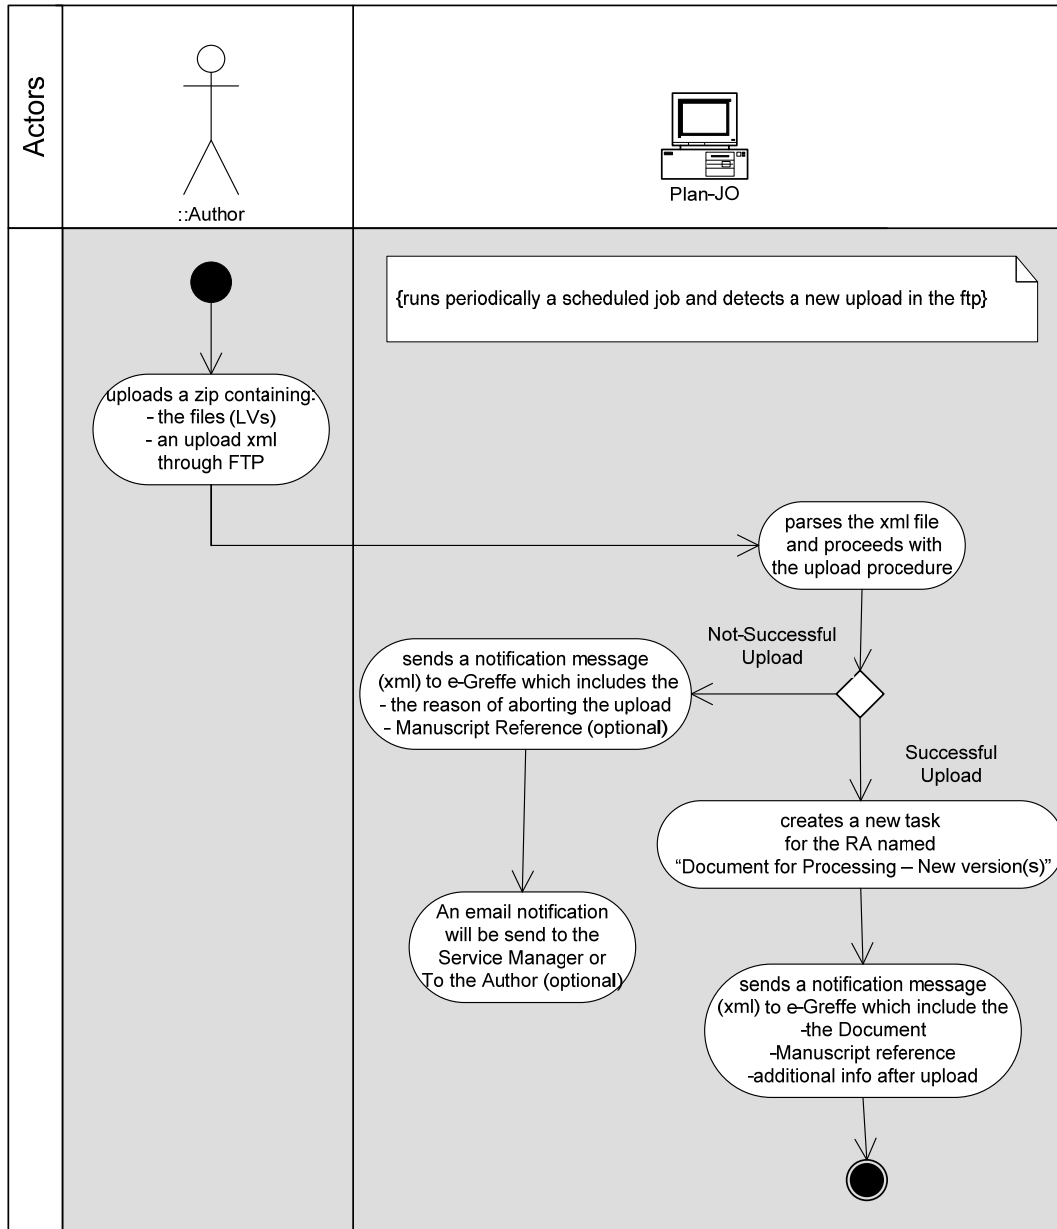 Actors
::Author
Plan-JO
{runs periodically a scheduled job and detects a new upload in the ftp}
uploads a zip containing:
- the files (LVs)
- an upload xml
through FTP
parses the xml file
and proceeds with
the upload procedure
Not-Successful
Upload
sends a notification message
(xml) to e-Greffe which includes the
- the reason of aborting the upload
- Manuscript Reference (optional)
Successful
Upload
creates a new task
for the RA named
“Document for Processing – New version(s)”
An email notification
will be send to the
Service Manager or
To the Author (optional)
sends a notification message
(xml) to e-Greffe which include the
-the Document
-Manuscript reference
-additional info after upload